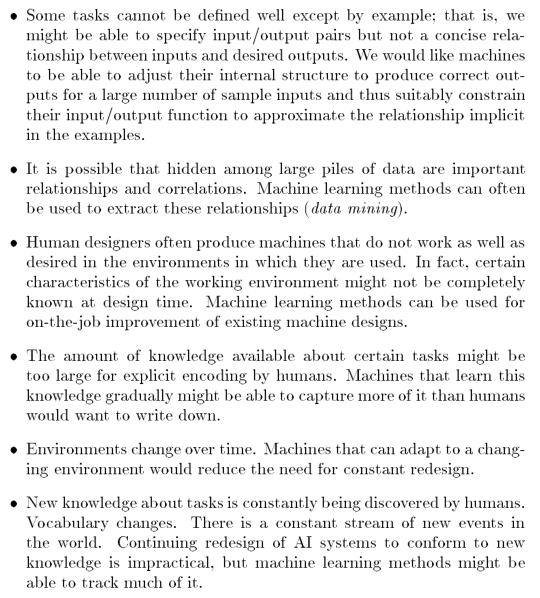 • Some tasks cannot be defined well except by example; that is, we
might be able to specify input/output pairs but not a concise rela-
tionship between inputs and desired outputs. We would like machines
to be able to adjust their internal structure to produce correct out-
puts for a large number of sample inputs and thus suitably constrain
their input/output function to approximate the relationship implicit
in the examples.
• It is possible that hidden among large piles of data are important
relationships and correlations. Machine learning methods can often
be used to extract these relationships (data mining).
• Human designers often produce machines that do not work as well as
desired in the environments in which they are used. In fact, certain
characteristics of the working environment might not be completely
known at design time. Machine learning methods can be used for
on-the-job improvement of existing machine designs.
• The amount of knowledge available about certain tasks might be
too large for explicit encoding by humans. Machines that learn this
knowledge gradually might be able to capture more of it than humans
would want to write down.
• Environments change over time. Machines that can adapt to a chang-
ing environment would reduce the need for constant redesign.
• New knowledge about tasks is constantly being discovered by humans.
Vocabulary changes. There is a constant stream of new events in
the world. Continuing redesign of AI systems to conform to new
knowledge is impractical, but machine learning methods might be
able to track much of it.